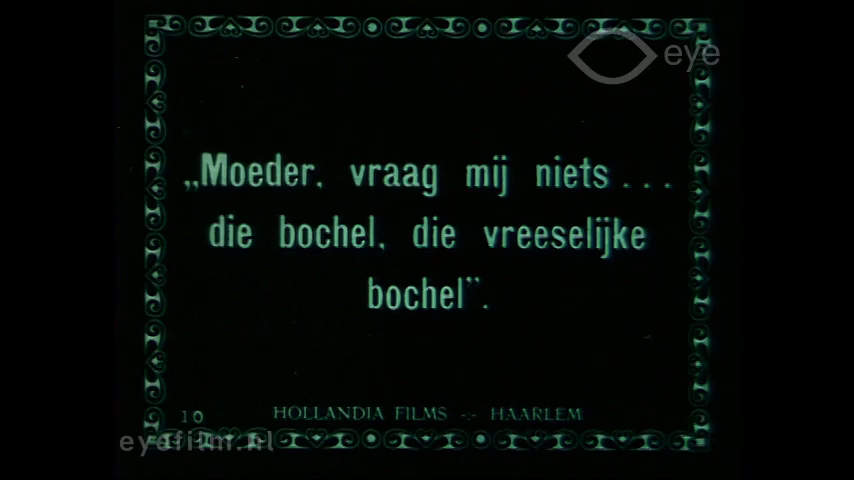 eye
„Moeder, vraag mij niets...
die bochel, die vreeselijke
bochel”.
10 HOLLANDIA FILMS -:- HAARLEM
eyefilm.nl